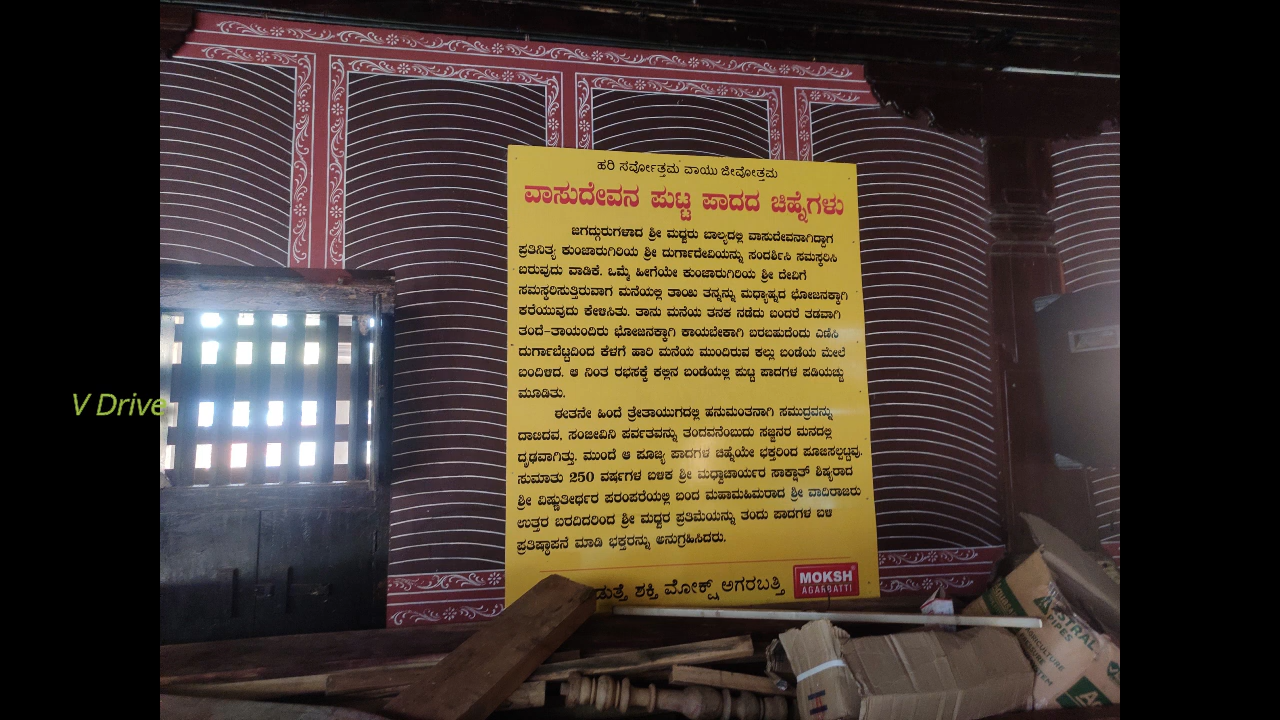 ಹರಿ ಸರ್ವೋತ್ತಮ ವಾಯು ಜೀವೋತ್ತಮ
ವಾಸುದೇವನ ಪುಟ್ಟ ಪಾದದ ಚಿಹ್ನೆಗಳು
ಜಗದ್ಗುರುಗಳಾದ ಶ್ರೀ ಮಧ್ವರು ಬಾಲ್ಯದಲ್ಲಿ ವಾಸುದೇವನಾಗಿದ್ದಾಗ
ಪ್ರತಿನಿತ್ಯ ಕುಂಜಾರುಗಿರಿಯ ಶ್ರೀ ದುರ್ಗಾದೇವಿಯನ್ನು ಸಂದರ್ಶಿಸಿ ನಮಸ್ಕರಿಸಿ
ಬರುವುದು ವಾಡಿಕೆ. ಒಮ್ಮೆ ಹೀಗೆಯೇ ಕುಂಜಾರುಗಿರಿಯ ಶ್ರೀ ದೇವಿಗೆ
ನಮಸ್ಕರಿಸುತ್ತಿರುವಾಗ ಮನೆಯಲ್ಲಿ ತಾಯಿ ತನ್ನನ್ನು ಮಧ್ಯಾಹ್ನದ ಭೋಜನಕ್ಕಾಗಿ
ಕರೆಯುವುದು ಕೇಳಿಸಿತು. ತಾನು ಮನೆಯ ತನಕ ನಡೆದು ಬಂದರೆ ತಡವಾಗಿ
ತಂದೆ-ತಾಯಂದಿರು ಭೋಜನಕ್ಕಾಗಿ ಕಾಯಬೇಕಾಗಿ ಬರಬಹುದೆಂದು ಎಣಿಸಿ
ದುರ್ಗಾಬೆಟ್ಟದಿಂದ ಕೆಳಗೆ ಹಾರಿ ಮನೆಯ ಮುಂದಿರುವ ಕಲ್ಲು ಬಂಡೆಯ ಮೇಲೆ
ಬಂದಿಳಿದ. ಆ ನಿಂತ ರಭಸಕ್ಕೆ ಕಲ್ಲಿನ ಬಂಡೆಯಲ್ಲಿ ಪುಟ್ಟ ಪಾದಗಳ ಪಡಿಯಚ್ಚು
ಮೂಡಿತು.
ಈತನೇ ಹಿಂದೆ ತ್ರೇತಾಯುಗದಲ್ಲಿ ಹನುಮಂತನಾಗಿ ಸಮುದ್ರವನ್ನು
ದಾಟಿದವ, ಸಂಜೀವಿನಿ ಪರ್ವತವನ್ನು ತಂದವನೆಂಬುದು ಸಜ್ಜನರ ಮನದಲ್ಲಿ
ದೃಢವಾಗಿತ್ತು. ಮುಂದೆ ಆ ಪೂಜ್ಯ ಪಾದಗಳ ಚಿಹ್ನೆಯೇ ಭಕ್ತರಿಂದ ಪೂಜಿಸಲ್ಪಟ್ಟವು.
ಸುಮಾರು 250 ವರ್ಷಗಳ ಬಳಿಕ ಶ್ರೀ ಮಧ್ವಾಚಾರ್ಯರ ಸಾಕ್ಷಾತ್ ಶಿಷ್ಯರಾದ
ಶ್ರೀ ವಿಷ್ಣುತೀರ್ಥರ ಪರಂಪರೆಯಲ್ಲಿ ಬಂದ ಮಹಾಮಹಿಮರಾದ ಶ್ರೀ ವಾದಿರಾಜರು
ಉತ್ತರ ಬದರಿಯಿಂದ ಶ್ರೀ ಮಧ್ವರ ಪ್ರತಿಮೆಯನ್ನು ತಂದು ಪಾದಗಳ ಬಳಿ
ಪ್ರತಿಷ್ಠಾಪನೆ ಮಾಡಿ ಭಕ್ತರನ್ನು ಅನುಗ್ರಹಿಸಿದರು.
ಶಕ್ತಿ ಮೋಕ್ಷ್ ಅಗರಬತ್ತಿ
MOKSH
AGARBATTI
V Drive
ASTRAL
PIPES